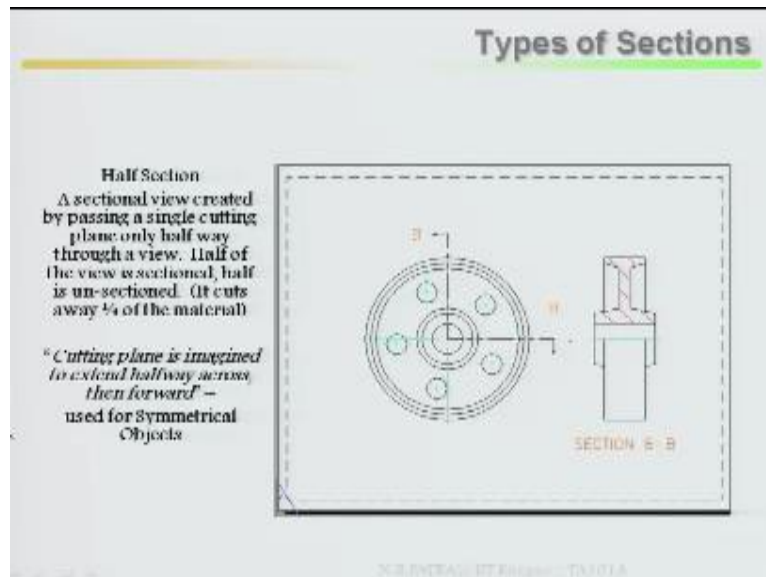 Types of Sections
Half Section
A sectional view created
by passing a single cutting
plane only half way
through a view. Half of
the view is sectioned, half
is un-sectioned. (It cuts
away ¼ of the material)
"Cutting plane is imagined
to extend halfway across,
then forward" –
used for Symmetrical
Objects
B
B
SECTION B-B